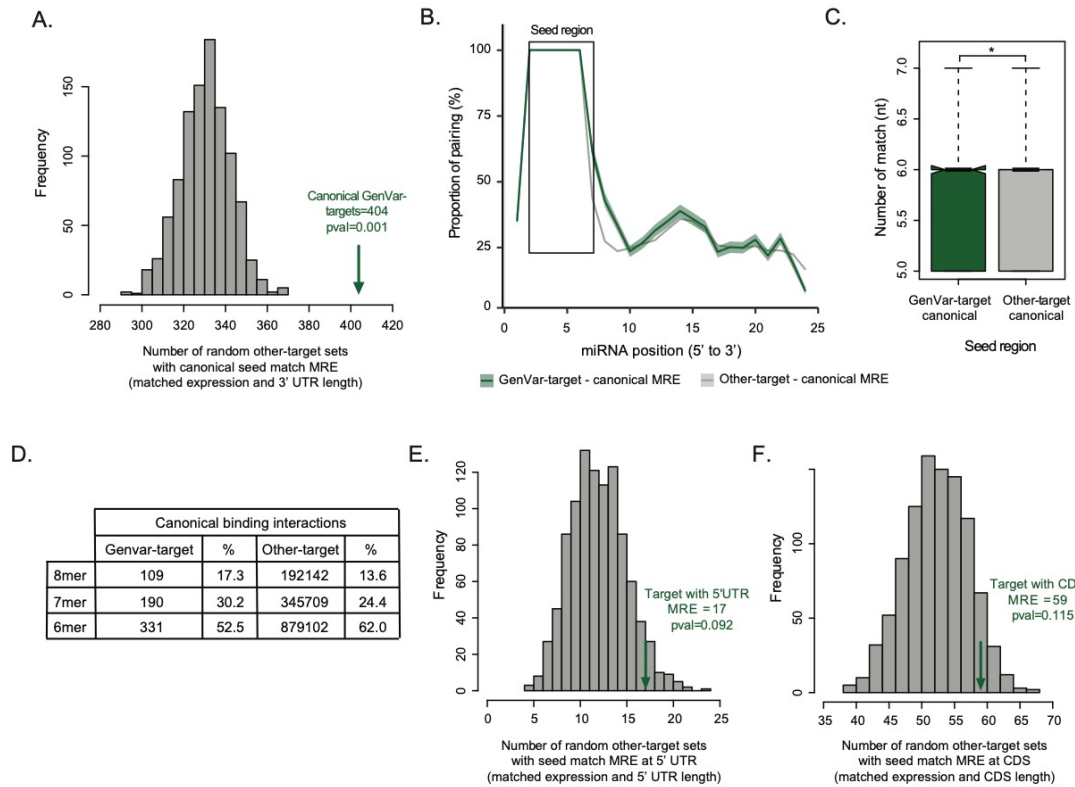 A.
Frequency
150
100
50
0
280 300 320 340 360 380 400 420
Canonical GenVar-
targets=404
pval=0.001
Number of random other-target sets
with canonical seed match MRE
(matched expression and 3' UTR length)
B.
Seed region
Proportion of pairing (%)
100
75
50
25
0
0 5 10 15 20 25
miRNA position (5' to 3')
GenVar-target - canonical MRE
Other-target - canonical MRE
C.
*
Number of match (nt)
7.0
6.5
6.0
5.5
5.0
GenVar-target
canonical
Other-target
canonical
Seed region
D.
Canonical binding interactions
Genvar-target % Other-target %
8mer 109 17.3 192142 13.6
7mer 190 30.2 345709 24.4
6mer 331 52.5 879102 62.0
E.
Frequency
120
100
80
60
40
20
0
0 5 10 15 20 25
Target with 5'UTR
MRE = 17
pval=0.092
Number of random other-target sets
with seed match MRE at 5' UTR
(matched expression and 5' UTR length)
F.
Frequency
100
50
0
35 40 45 50 55 60 65 70
Target with CD
MRE = 59
pval=0.115
Number of random other-target sets
with seed match MRE at CDS
(matched expression and CDS length)